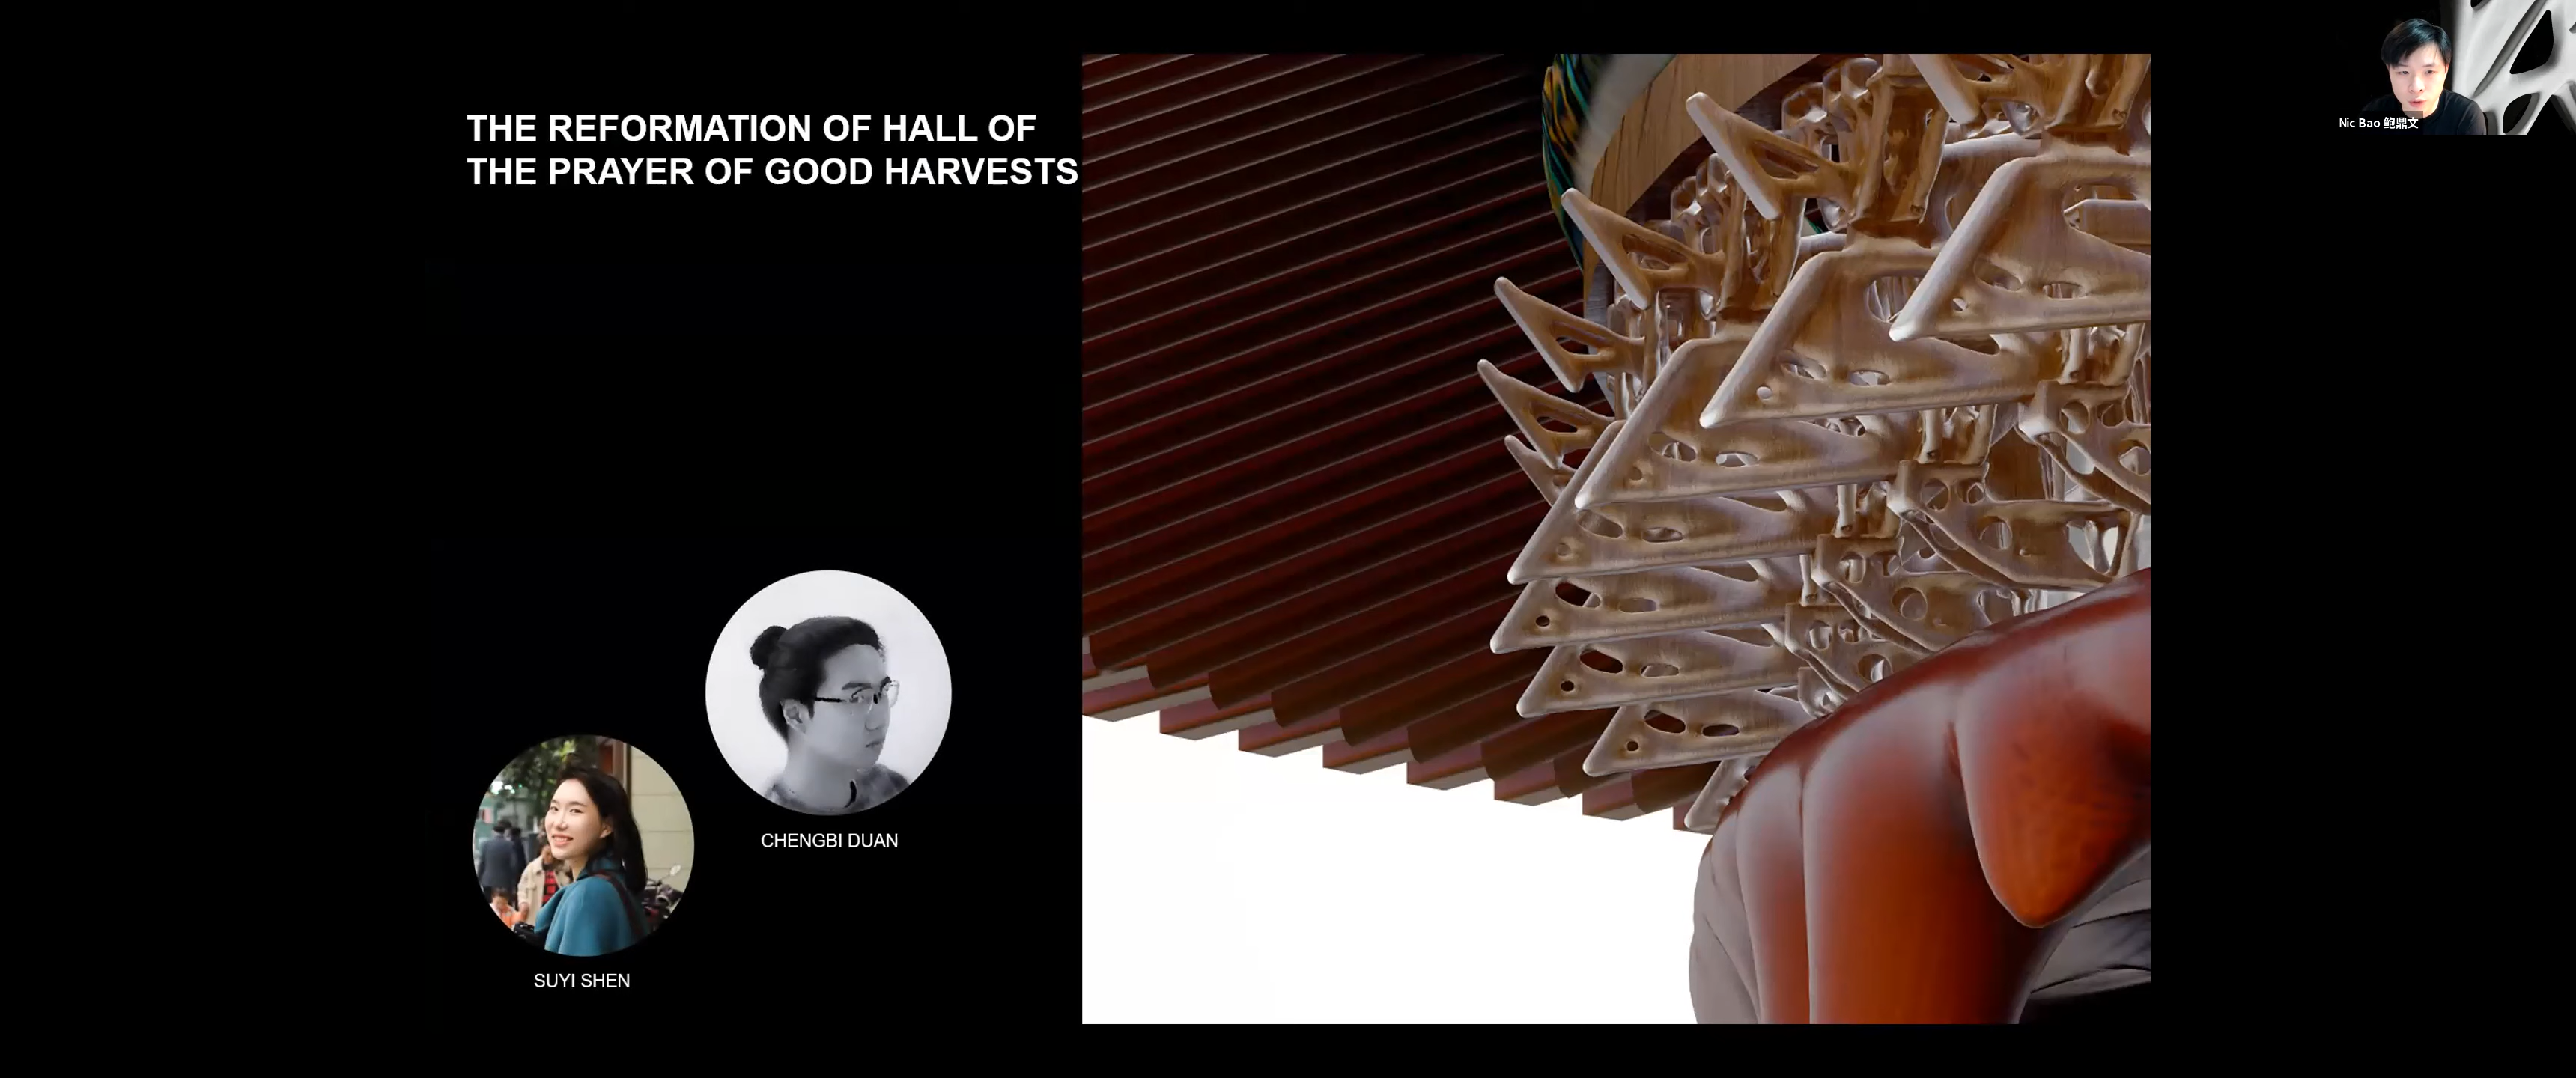 THE REFORMATION OF HALL OF
THE PRAYER OF GOOD HARVESTS
CHENGBI DUAN
SUYI SHEN
Nic Bao 鲍鼎文